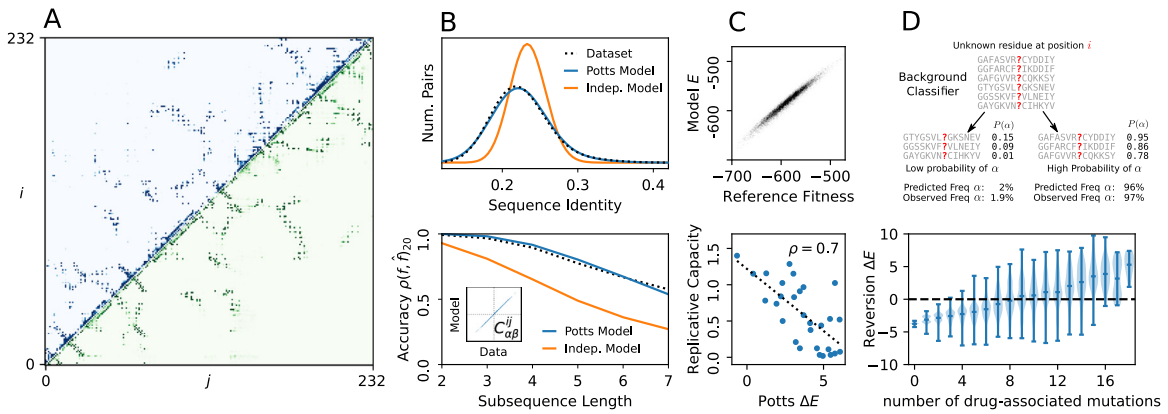 A
232
i
0
0
j
232
B
Num. Pairs
Dataset
Potts Model
Indep. Model
0.2
0.3
0.4
Sequence Identity
Accuracy ρ(f, f̂)₂₀
1.0
0.5
0.0
Model
C^{ij}_{αβ}
Data
Potts Model
Indep. Model
2 3 4 5 6 7
Subsequence Length
C
Model E
-500
-600
−700 −600 −500
Reference Fitness
Replicative Capacity
1.5
1.0
0.5
0.0
ρ = 0.7
0 5
Potts ΔE
D
Unknown residue at position i
Background
Classifier
GAFASVR?CYDDIY
GGFARCF?IKDDIF
GAFGVVR?CQKKSY
GTYGSVL?GKSNEV
GGSSKVF?VLNEIY
GAYGKVN?CIHKYV
P(α)
GTYGSVL?GKSNEV 0.15
GGSSKVF?VLNEIY 0.09
GAYGKVN?CIHKYV 0.01
Low probability of α
Predicted Freq α: 2%
Observed Freq α: 1.9%
P(α)
GAFASVR?CYDDIY 0.95
GGFARCF?IKDDIF 0.86
GAFGVVR?CQKKSY 0.78
High Probability of α
Predicted Freq α: 96%
Observed Freq α: 97%
Reversion ΔE
10
5
0
−5
−10
0 4 8 12 16
number of drug-associated mutations